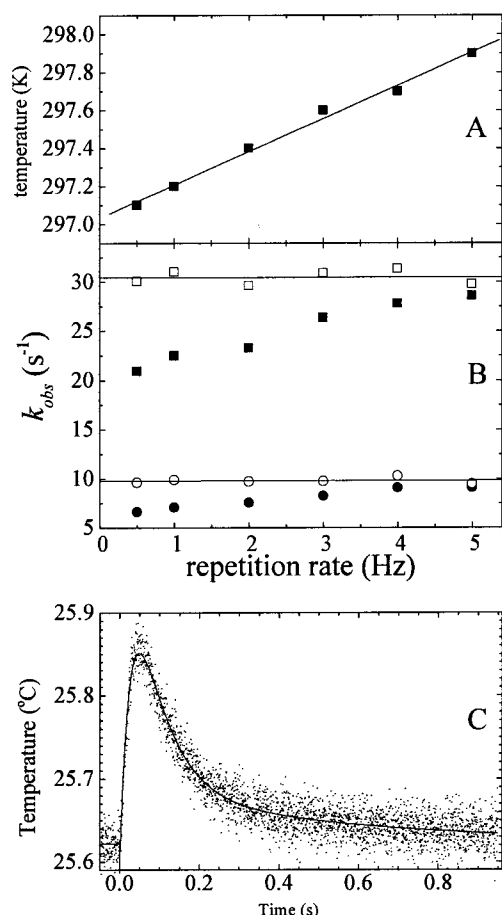 298.0
297.8
297.6
297.4
297.2
297.0
temperature (K)
A
30
25
20
15
10
5
k_obs (s⁻¹)
B
0 1 2 3 4 5
repetition rate (Hz)
25.9
25.8
25.7
25.6
Temperature (°C)
C
0.0 0.2 0.4 0.6 0.8
Time (s)